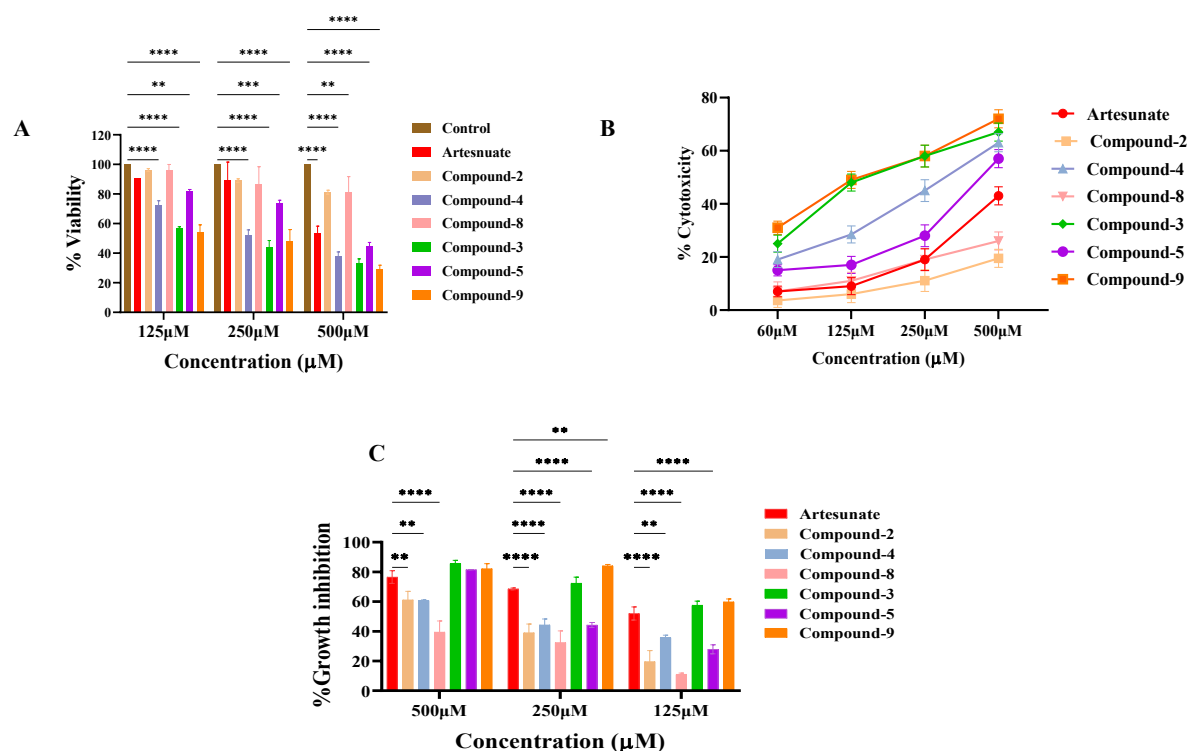 A
****
****
****
****
****
****
**
***
**
****
****
****
****
****
% Viability
120
100
80
60
40
20
0
125µM
250µM
500µM
Concentration (µM)
Control
Artesnuate
Compound-2
Compound-4
Compound-8
Compound-3
Compound-5
Compound-9
B
% Cytotoxicity
80
60
40
20
0
60µM
125µM
250µM
500µM
Concentration (µM)
Artesunate
Compound-2
Compound-4
Compound-8
Compound-3
Compound-5
Compound-9
C
**
****
****
****
****
****
**
****
**
**
****
****
%Growth inhibition
100
80
60
40
20
0
500µM
250µM
125µM
Concentration (µM)
Artesunate
Compound-2
Compound-4
Compound-8
Compound-3
Compound-5
Compound-9